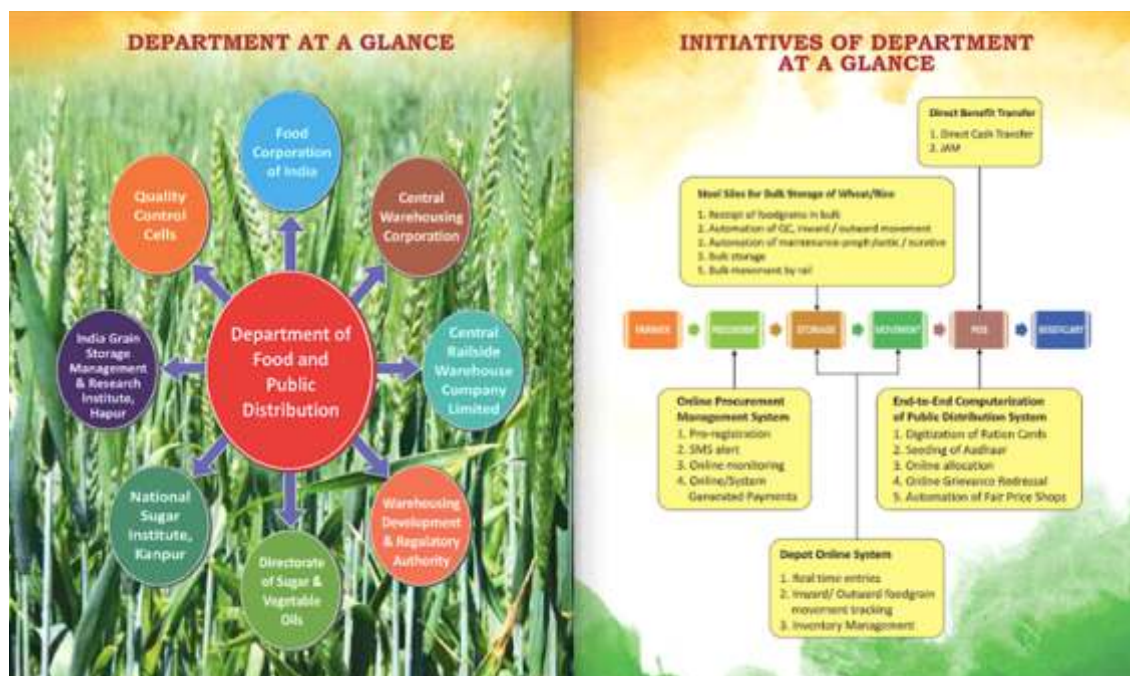 DEPARTMENT AT A GLANCE
Food
Corporation
of India
Quality
Control
Cells
Central
Warehousing
Corporation
India Grain
Storage
Management
& Research
Institute,
Hapur
Department of
Food and
Public
Distribution
Central
Railside
Warehouse
Company
Limited
National
Sugar
Institute,
Kanpur
Directorate
of Sugar &
Vegetable
Oils
Warehousing
Development
& Regulatory
Authority
INITIATIVES OF DEPARTMENT
AT A GLANCE
Direct Benefit Transfer
1. Direct Cash Transfer
2. JAM
Steel Silos for Bulk Storage of Wheat/Rice
1. Receipt of foodgrains in bulk
2. Automation of QC, inward / outward movement
2. Automation of maintenance-prophylactic / curative
3. Bulk storage
5. Bulk movement by rail
FARMER
PROCUREMENT
STORAGE
MOVEMENT
PDS
BENEFICIARY
Online Procurement
Management System
1. Pre-registration
2. SMS alert
3. Online monitoring
4. Online/System
Generated Payments
End-to-End Computerization
of Public Distribution System
1. Digitization of Ration Cards
2. Seeding of Aadhaar
3. Online allocation
4. Online Grievance Redressal
5. Automation of Fair Price Shops
Depot Online System
1. Real time entries
2. Inward/ Outward foodgrain
movement tracking
3. Inventory Management